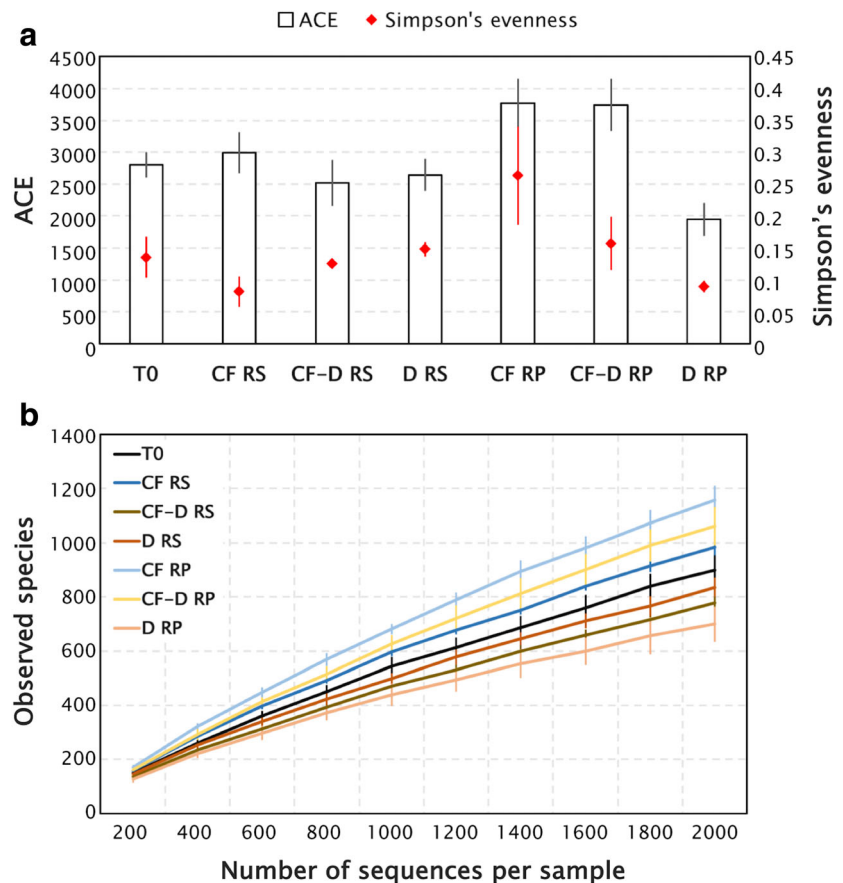 a
ACE Simpson's evenness
4500 0.45
4000 0.4
3500 0.35
3000 0.3
2500 0.25
2000 0.2
1500 0.15
1000 0.1
500 0.05
0 0
ACE
Simpson's evenness
T0 CF RS CF-D RS D RS CF RP CF-D RP D RP
b
1400
1200
1000
800
600
400
200
0
Observed species
T0
CF RS
CF-D RS
D RS
CF RP
CF-D RP
D RP
200 400 600 800 1000 1200 1400 1600 1800 2000
Number of sequences per sample